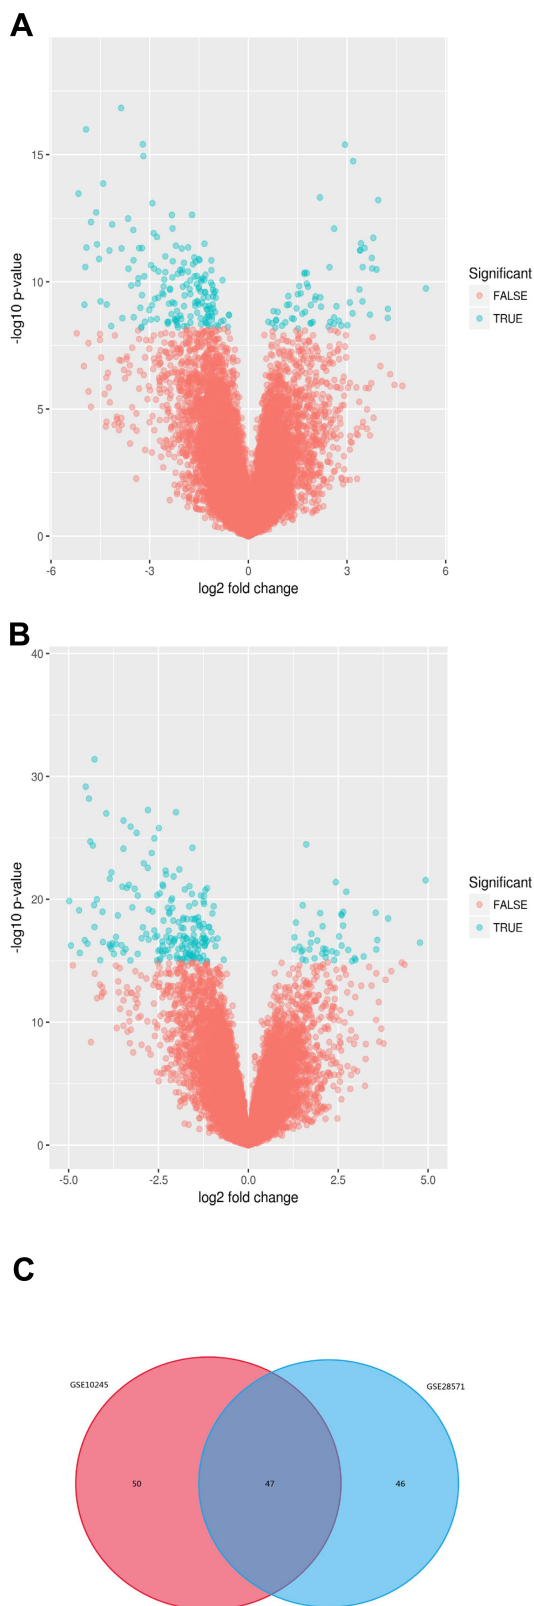 A
15
10
5
0
-6
-3
0
3
6
-log10 p-value
log2 fold change
Significant
FALSE
TRUE
B
40
30
20
10
0
-5.0
-2.5
0.0
2.5
5.0
-log10 p-value
log2 fold change
Significant
FALSE
TRUE
C
GSE10245
GSE28571
50
47
46